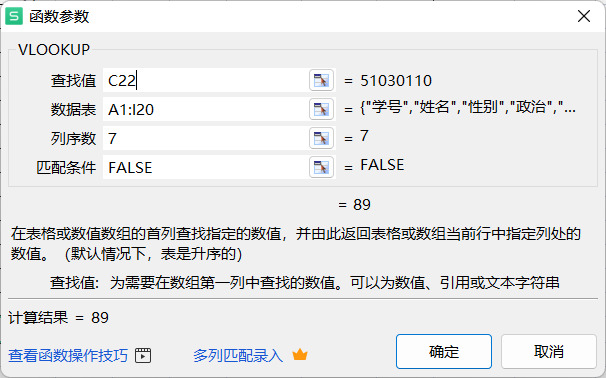 函数参数
VLOOKUP
查找值 C22 = 51030110
数据表 A1:I20 = {"学号","姓名","性别","政治","...
列序数 7 = 7
匹配条件 FALSE = FALSE
= 89
在表格或数值数组的首列查找指定的数值，并由此返回表格或数组当前行中指定列处的
数值。（默认情况下，表是升序的）
查找值：为需要在数组第一列中查找的数值。可以为数值、引用或文本字符串
计算结果 = 89
查看函数操作技巧 多列匹配录入 确定 取消